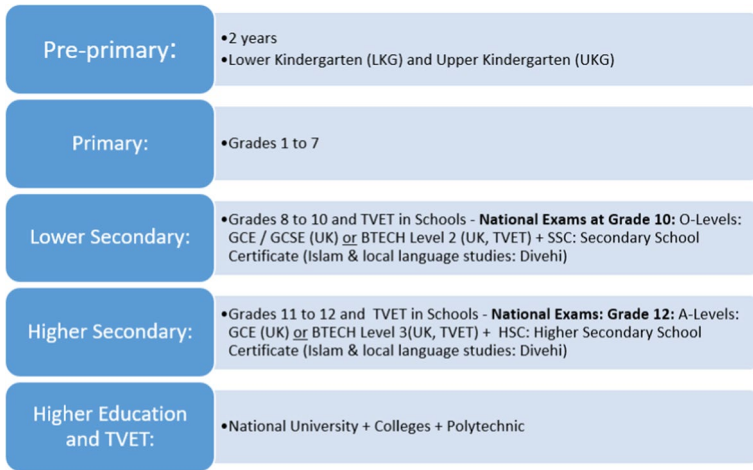 Pre-primary:
•2 years
•Lower Kindergarten (LKG) and Upper Kindergarten (UKG)
Primary:
•Grades 1 to 7
Lower Secondary:
•Grades 8 to 10 and TVET in Schools - National Exams at Grade 10: O-Levels:
GCE / GCSE (UK) or BTECH Level 2 (UK, TVET) + SSC: Secondary School
Certificate (Islam & local language studies: Divehi)
Higher Secondary:
•Grades 11 to 12 and  TVET in Schools - National Exams: Grade 12: A-Levels:
GCE (UK) or BTECH Level 3(UK, TVET) +  HSC: Higher Secondary School
Certificate (Islam & local language studies: Divehi)
Higher Education
and TVET:
•National University + Colleges + Polytechnic